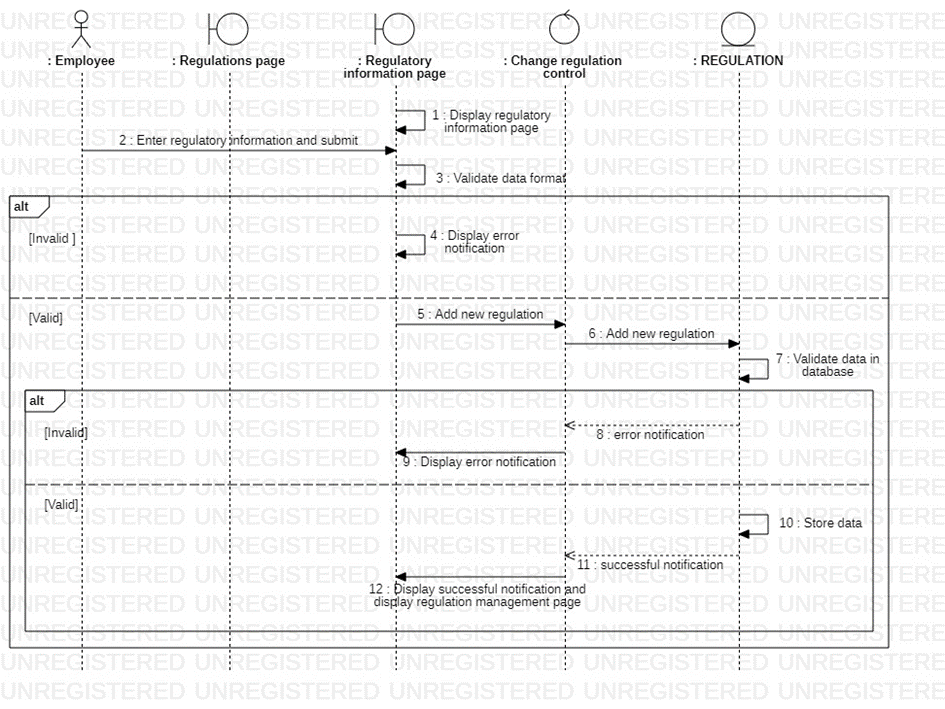 : Employee
: Regulations page
: Regulatory
information page
: Change regulation
control
: REGULATION
1 : Display regulatory
information page
2 : Enter regulatory information and submit
3 : Validate data format
alt
[Invalid ]
4 : Display error
notification
[Valid]
5 : Add new regulation
6 : Add new regulation
7 : Validate data in
database
alt
[Invalid]
8 : error notification
9 : Display error notification
[Valid]
10 : Store data
11 : successful notification
12 : Display successful notification and
display regulation management page
UNREGISTERED